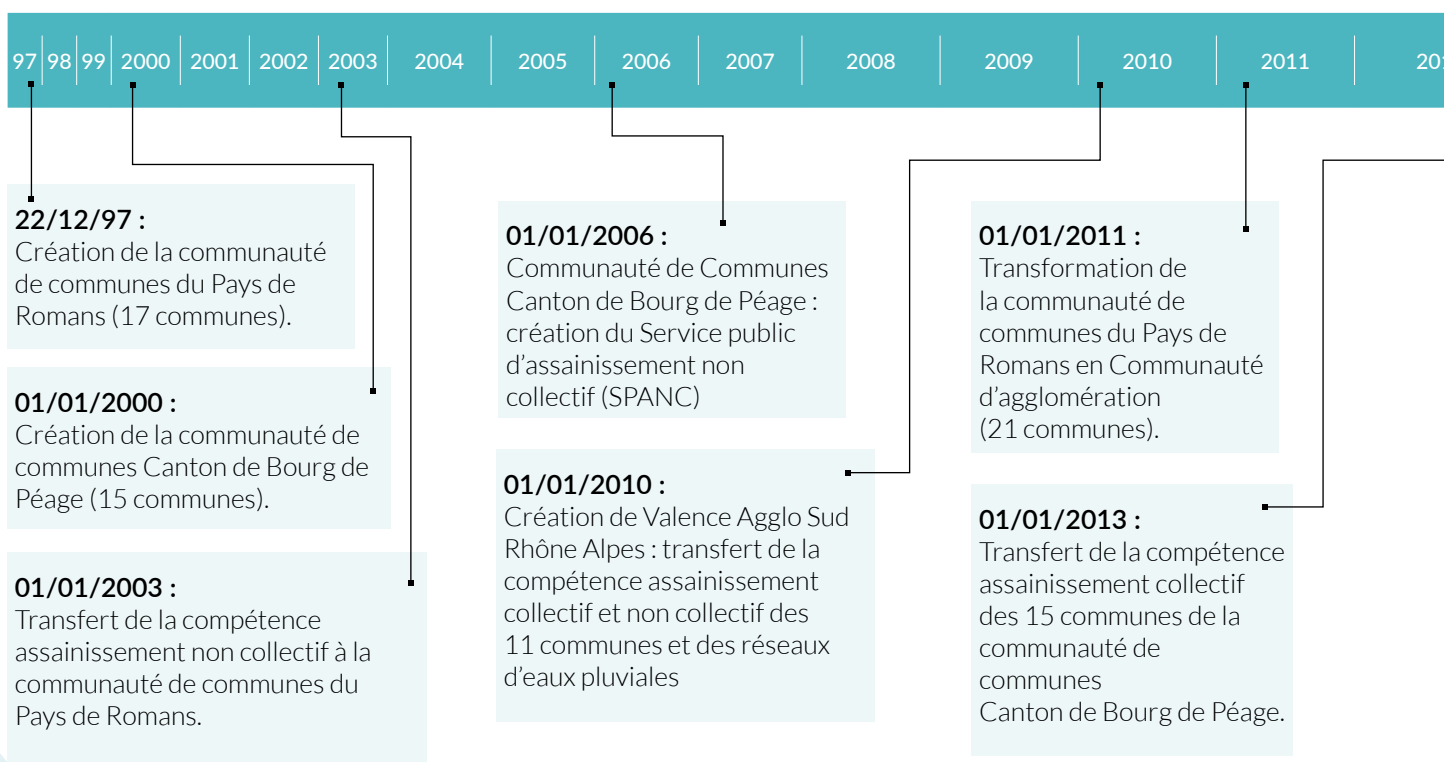 97 98 99 2000 2001 2002 2003 2004 2005 2006 2007 2008 2009 2010 2011
22/12/97 :
Création de la communauté
de communes du Pays de
Romans (17 communes).
01/01/2000 :
Création de la communauté de
communes Canton de Bourg de
Péage (15 communes).
01/01/2003 :
Transfert de la compétence
assainissement non collectif à la
communauté de communes du
Pays de Romans.
01/01/2006 :
Communauté de Communes
Canton de Bourg de Péage :
création du Service public
d’assainissement non
collectif (SPANC)
01/01/2010 :
Création de Valence Agglo Sud
Rhône Alpes : transfert de la
compétence assainissement
collectif et non collectif des
11 communes et des réseaux
d’eaux pluviales
01/01/2011 :
Transformation de
la communauté de
communes du Pays de
Romans en Communauté
d’agglomération
(21 communes).
01/01/2013 :
Transfert de la compétence
assainissement collectif
des 15 communes de la
communauté de
communes
Canton de Bourg de Péage.